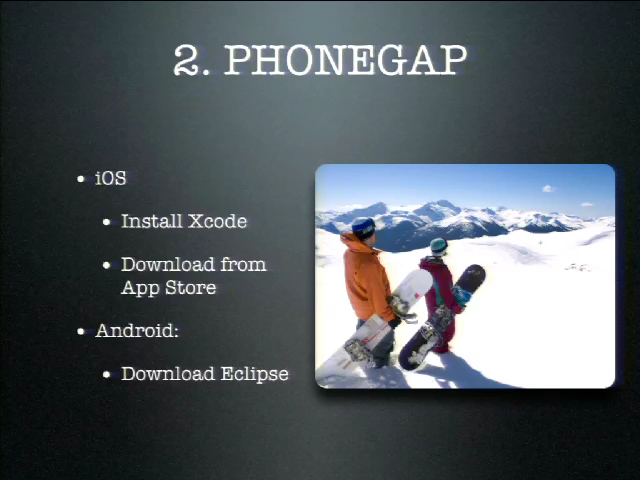 2. PHONEGAP
• iOS
• Install Xcode
• Download from
App Store
• Android:
• Download Eclipse